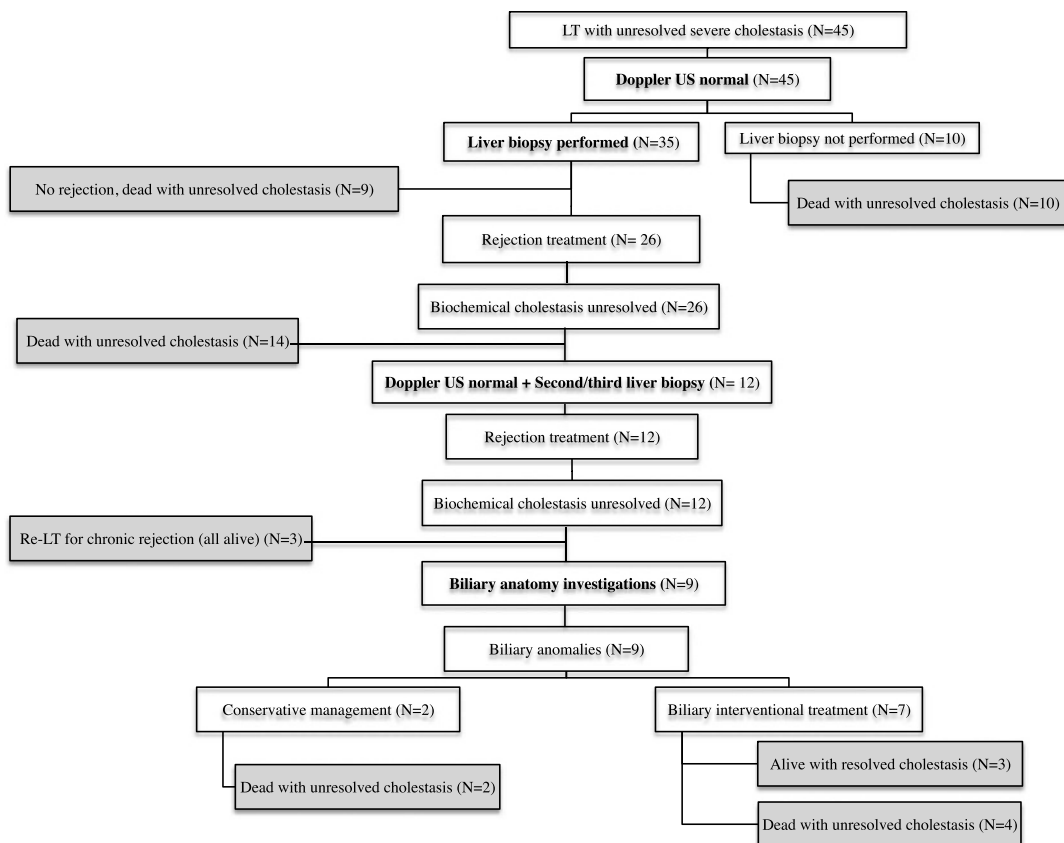 LT with unresolved severe cholestasis (N=45)
Doppler US normal (N=45)
Liver biopsy performed (N=35)
Liver biopsy not performed (N=10)
No rejection, dead with unresolved cholestasis (N=9)
Dead with unresolved cholestasis (N=10)
Rejection treatment (N= 26)
Biochemical cholestasis unresolved (N=26)
Dead with unresolved cholestasis (N=14)
Doppler US normal + Second/third liver biopsy (N= 12)
Rejection treatment (N=12)
Biochemical cholestasis unresolved (N=12)
Re-LT for chronic rejection (all alive) (N=3)
Biliary anatomy investigations (N=9)
Biliary anomalies (N=9)
Conservative management (N=2)
Biliary interventional treatment (N=7)
Alive with resolved cholestasis (N=3)
Dead with unresolved cholestasis (N=2)
Dead with unresolved cholestasis (N=4)